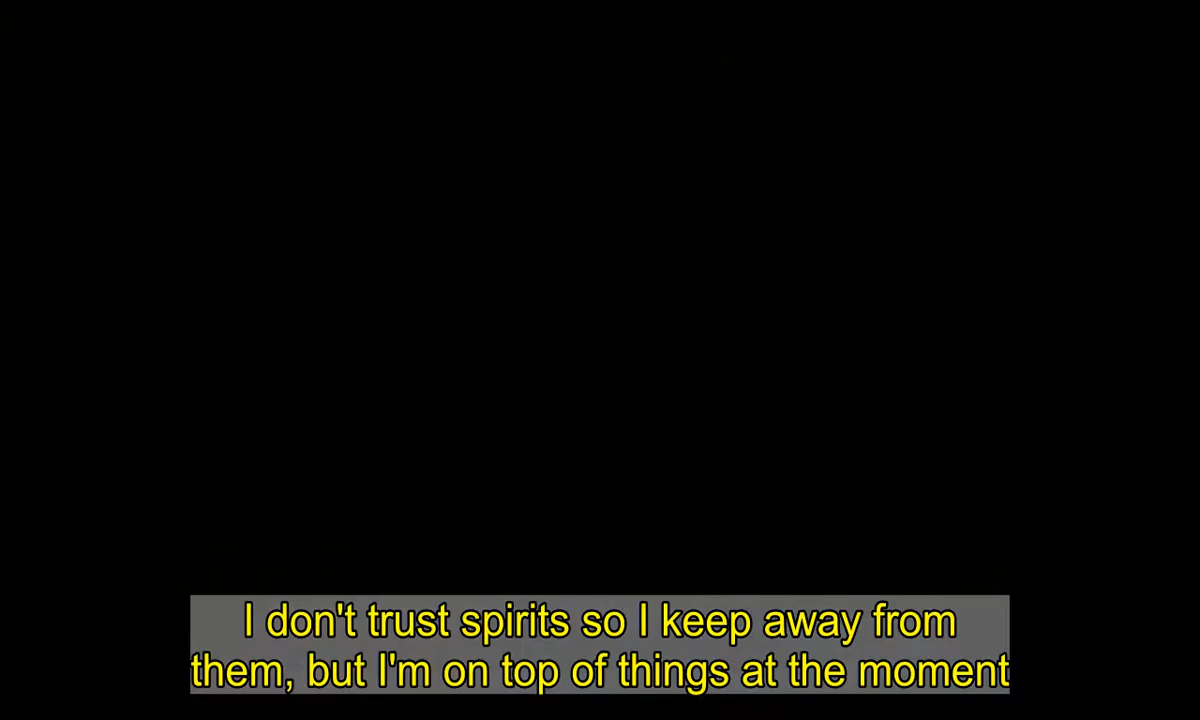 I don't trust spirits so I keep away from
them, but I'm on top of things at the moment